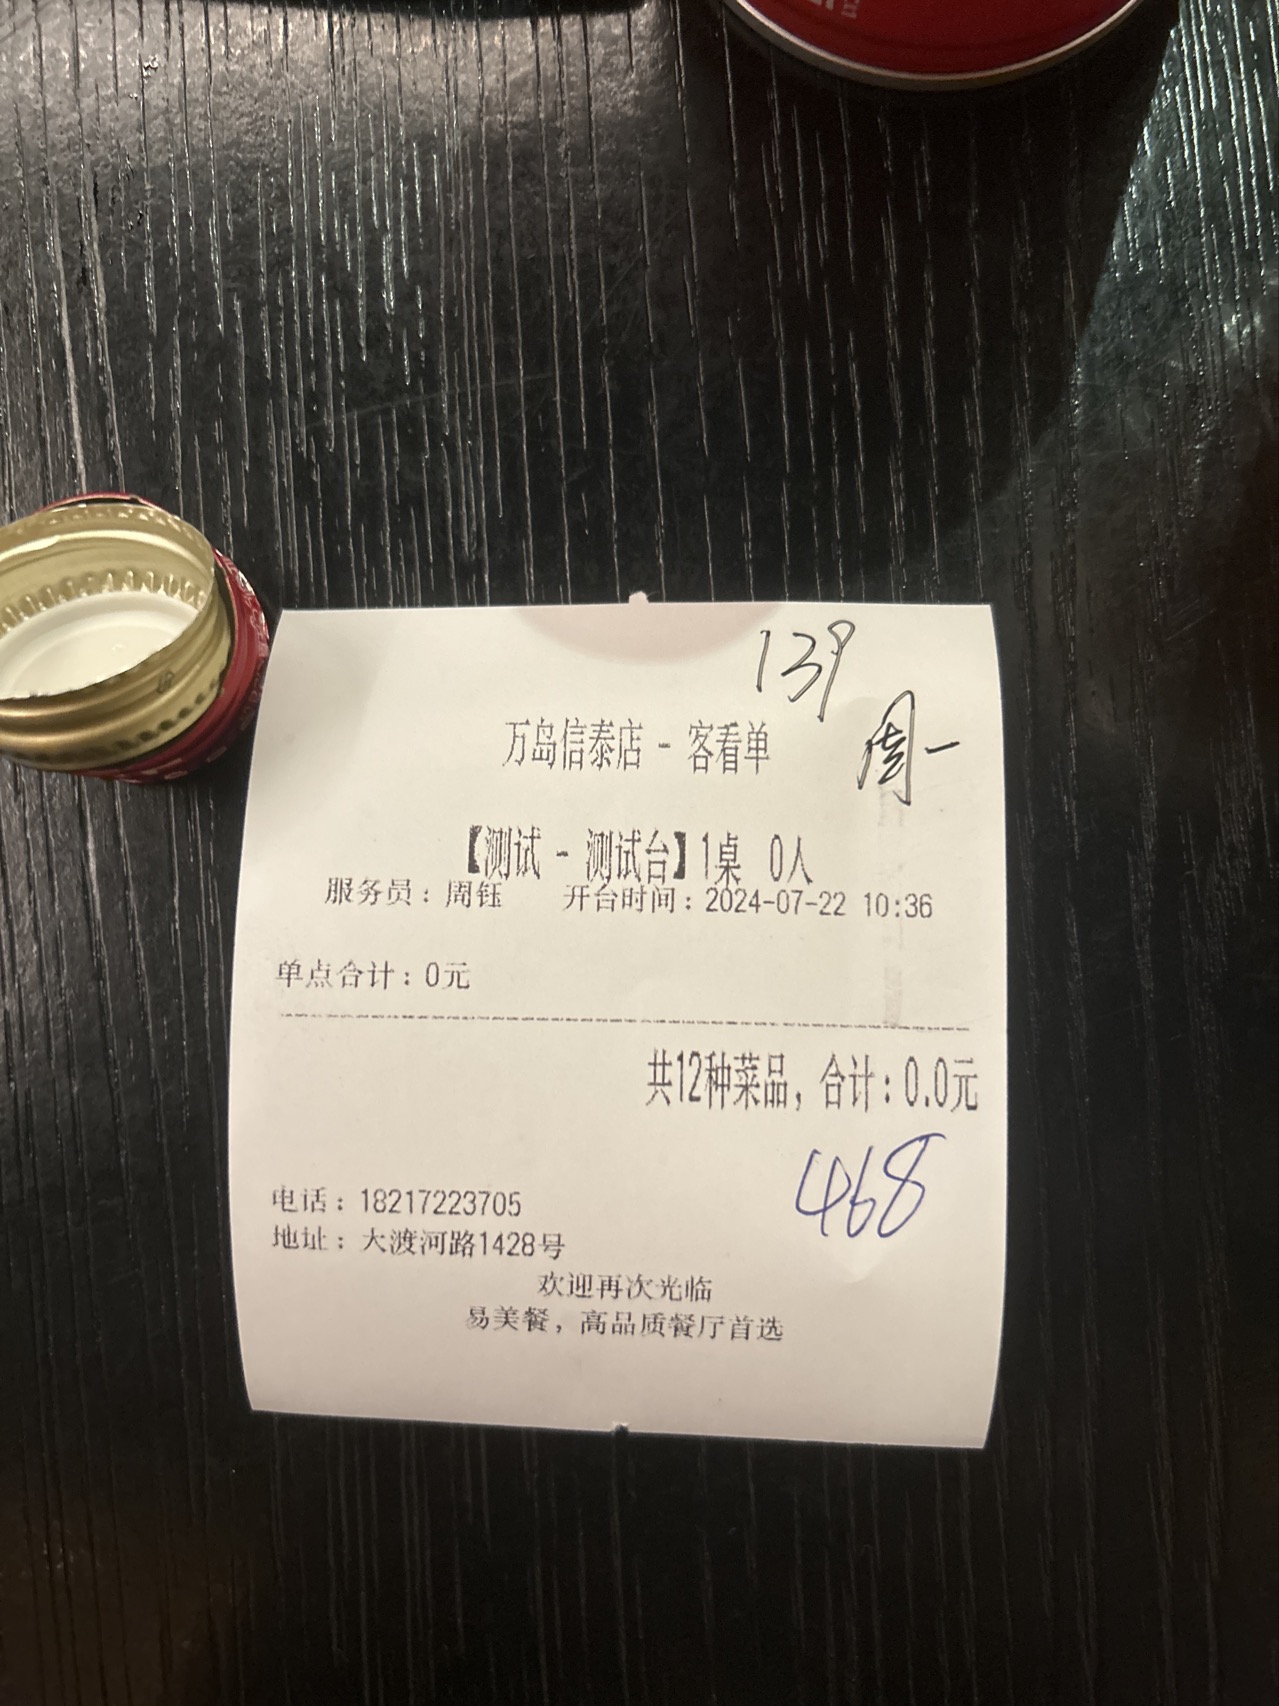 139
万岛信泰店 - 客看单
周一
【测试 - 测试台】1桌 0人
服务员：周钰 开台时间：2024-07-22 10:36
单点合计：0元
共12种菜品，合计：0.0元
468
电话：18217223705
地址：大渡河路1428号
欢迎再次光临
易美餐，高品质餐厅首选